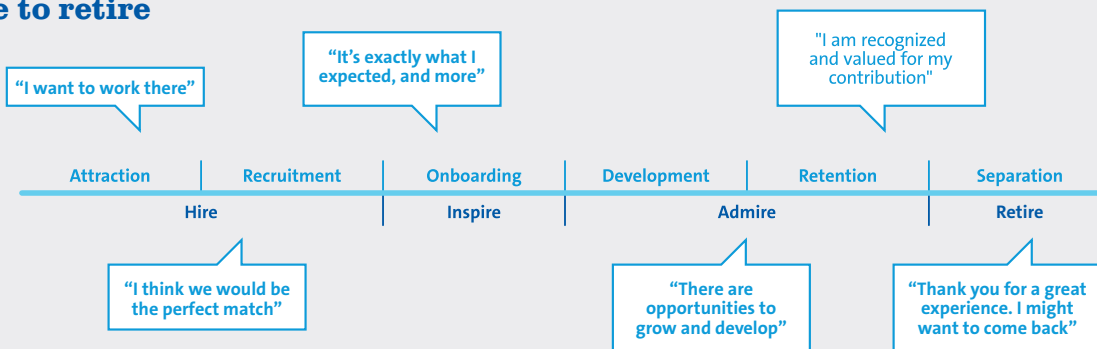 e to retire
“I want to work there”
“It’s exactly what I
expected, and more”
"I am recognized
and valued for my
contribution"
Attraction
Recruitment
Onboarding
Development
Retention
Separation
Hire
Inspire
Admire
Retire
“I think we would be
the perfect match”
“There are
opportunities to
grow and develop”
“Thank you for a great
experience. I might
want to come back”